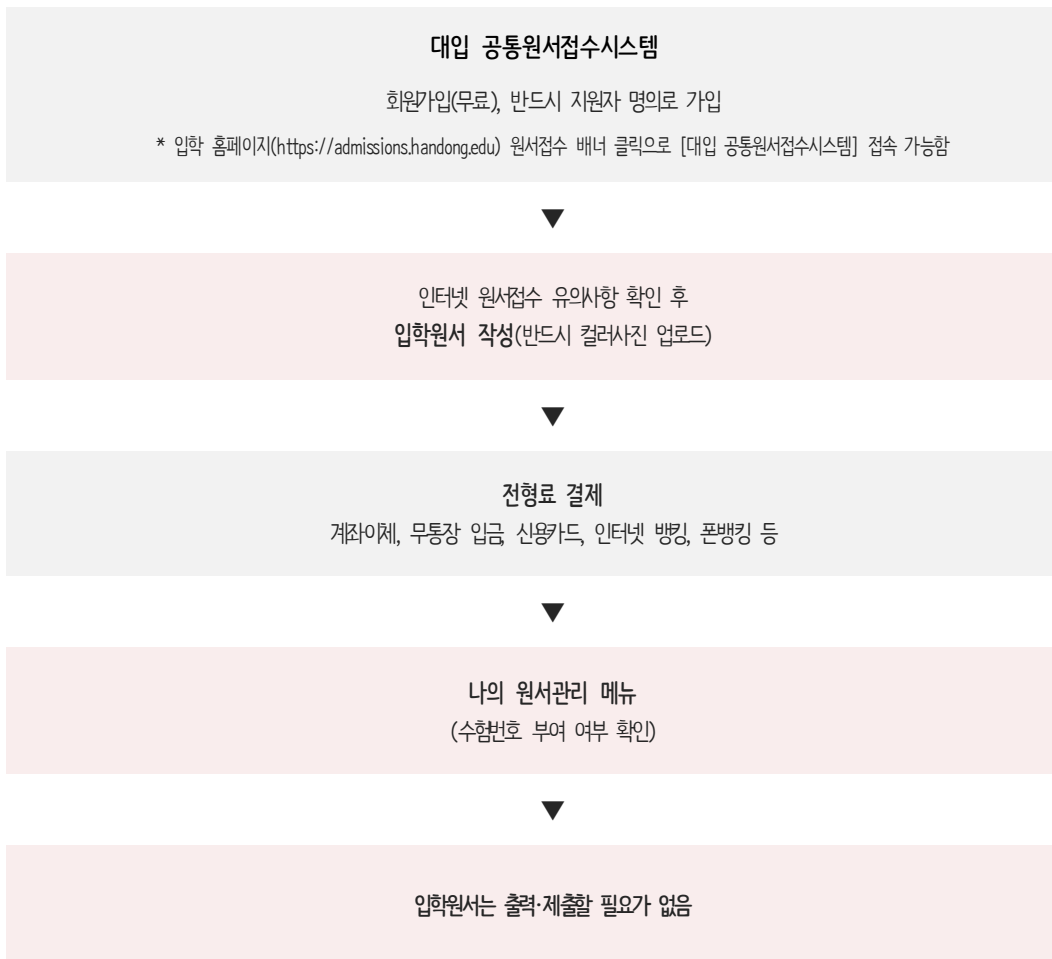 대입 공통원서접수시스템
회원가입(무료), 반드시 지원자 명의로 가입
* 입학 홈페이지(https://admissions.handong.edu) 원서접수 배너 클릭으로 [대입 공통원서접수시스템] 접속 가능함
▼
인터넷 원서접수 유의사항 확인 후
입학원서 작성(반드시 컬러사진 업로드)
▼
전형료 결제
계좌이체, 무통장 입금, 신용카드, 인터넷 뱅킹, 폰뱅킹 등
▼
나의 원서관리 메뉴
(수험번호 부여 여부 확인)
▼
입학원서는 출력·제출할 필요가 없음